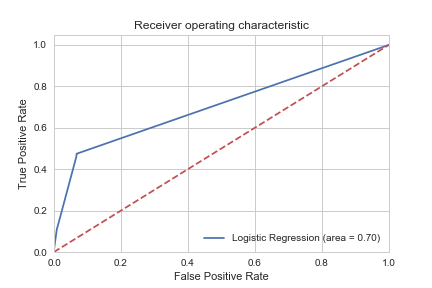 Receiver operating characteristic
1.0
0.8
0.6
0.4
0.2
0.0
True Positive Rate
Logistic Regression (area = 0.70)
0.0 0.2 0.4 0.6 0.8 1.0
False Positive Rate